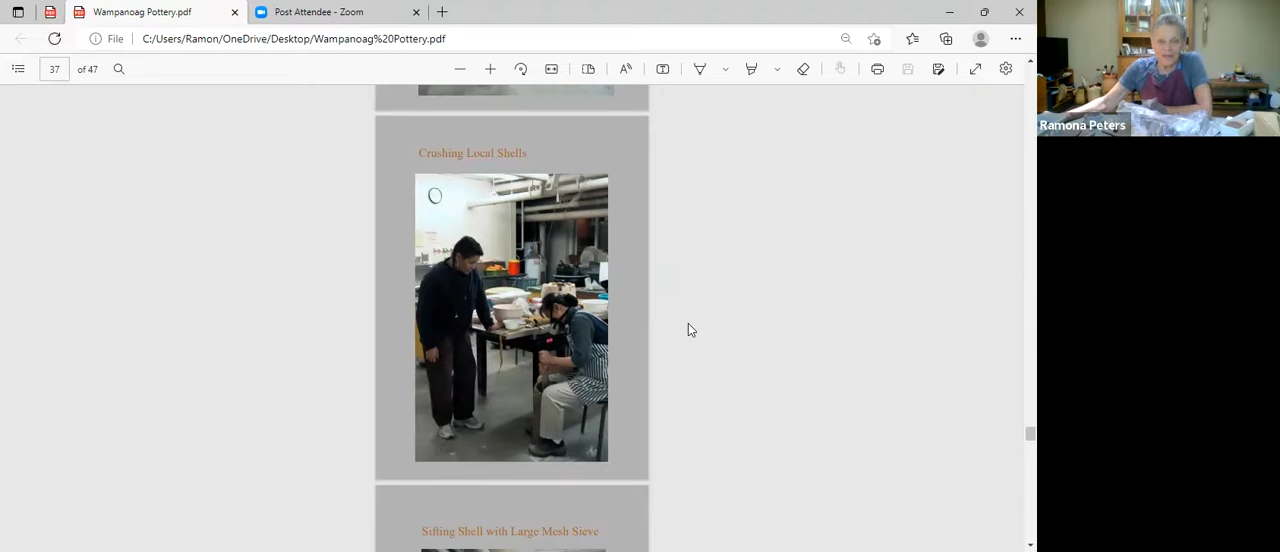 Wampanoag Pottery.pdf
Post Attendee - Zoom
File
C:/Users/Ramon/OneDrive/Desktop/Wampanoag%20Pottery.pdf
37 of 47
Ramona Peters
Crushing Local Shells
Sifting Shell with Large Mesh Sieve